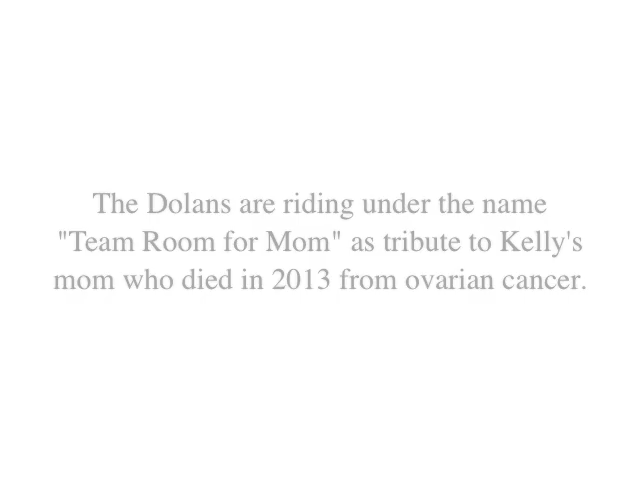 The Dolans are riding under the name
"Team Room for Mom" as tribute to Kelly's
mom who died in 2013 from ovarian cancer.